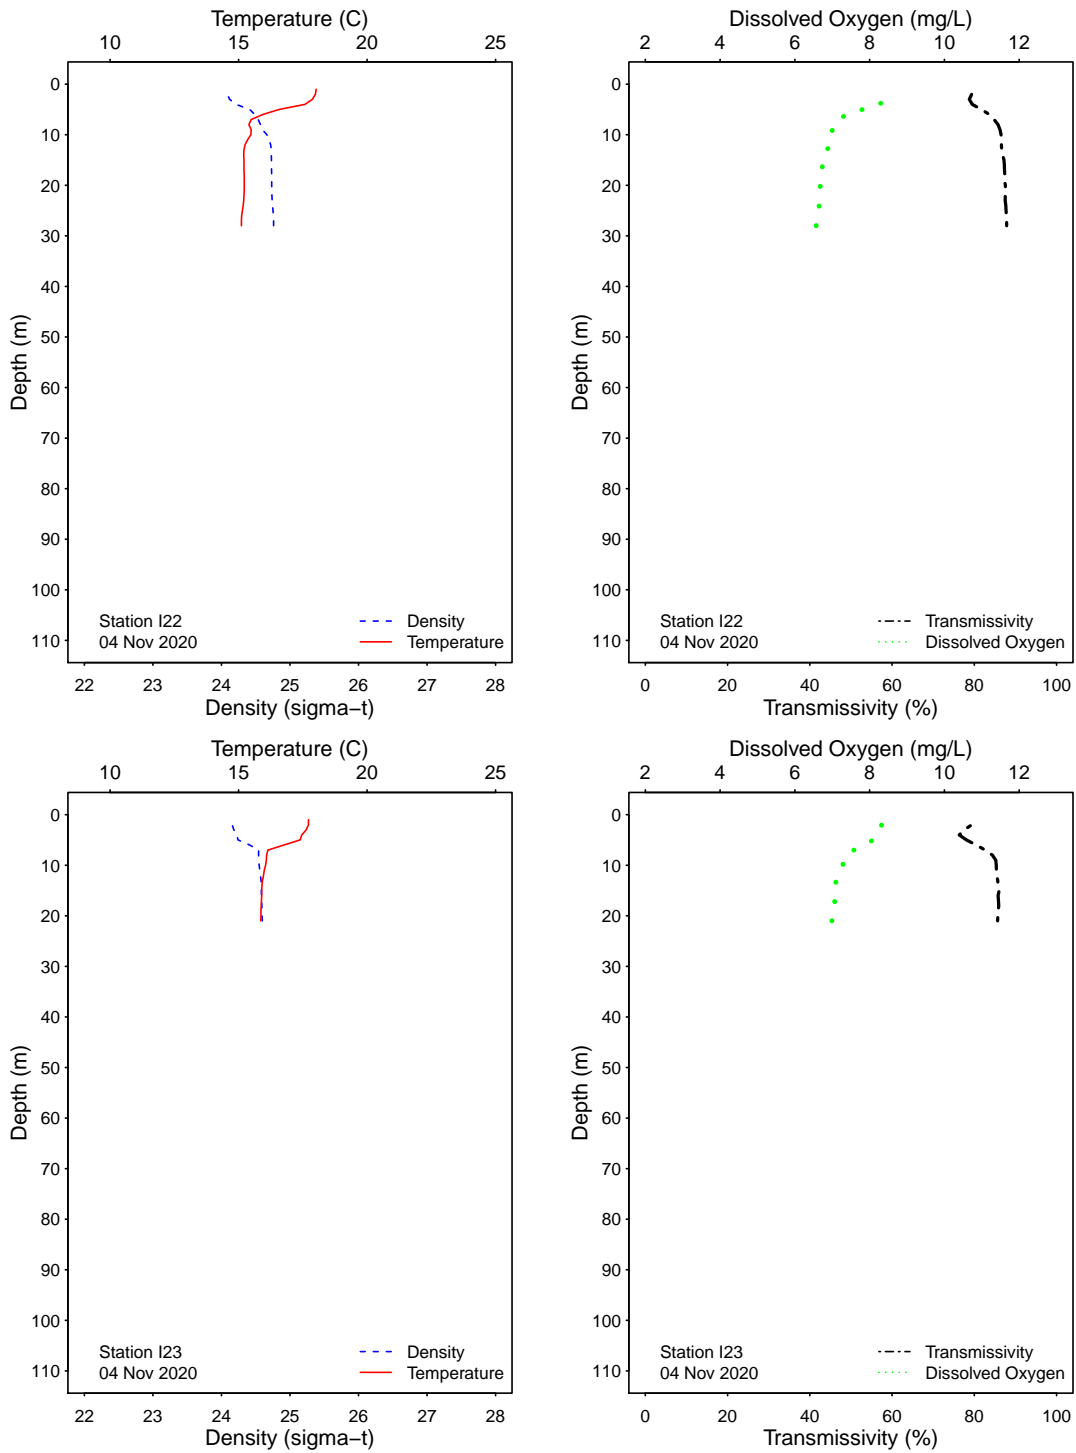 Temperature (C)
10 15 20 25
0
10
20
30
40
50
60
70
80
90
100
110
Depth (m)
Station I22
04 Nov 2020
Density
Temperature
22 23 24 25 26 27 28
Density (sigma−t)
Dissolved Oxygen (mg/L)
2 4 6 8 10 12
0
10
20
30
40
50
60
70
80
90
100
110
Depth (m)
Station I22
04 Nov 2020
Transmissivity
Dissolved Oxygen
0 20 40 60 80 100
Transmissivity (%)
Temperature (C)
10 15 20 25
0
10
20
30
40
50
60
70
80
90
100
110
Depth (m)
Station I23
04 Nov 2020
Density
Temperature
22 23 24 25 26 27 28
Density (sigma−t)
Dissolved Oxygen (mg/L)
2 4 6 8 10 12
0
10
20
30
40
50
60
70
80
90
100
110
Depth (m)
Station I23
04 Nov 2020
Transmissivity
Dissolved Oxygen
0 20 40 60 80 100
Transmissivity (%)